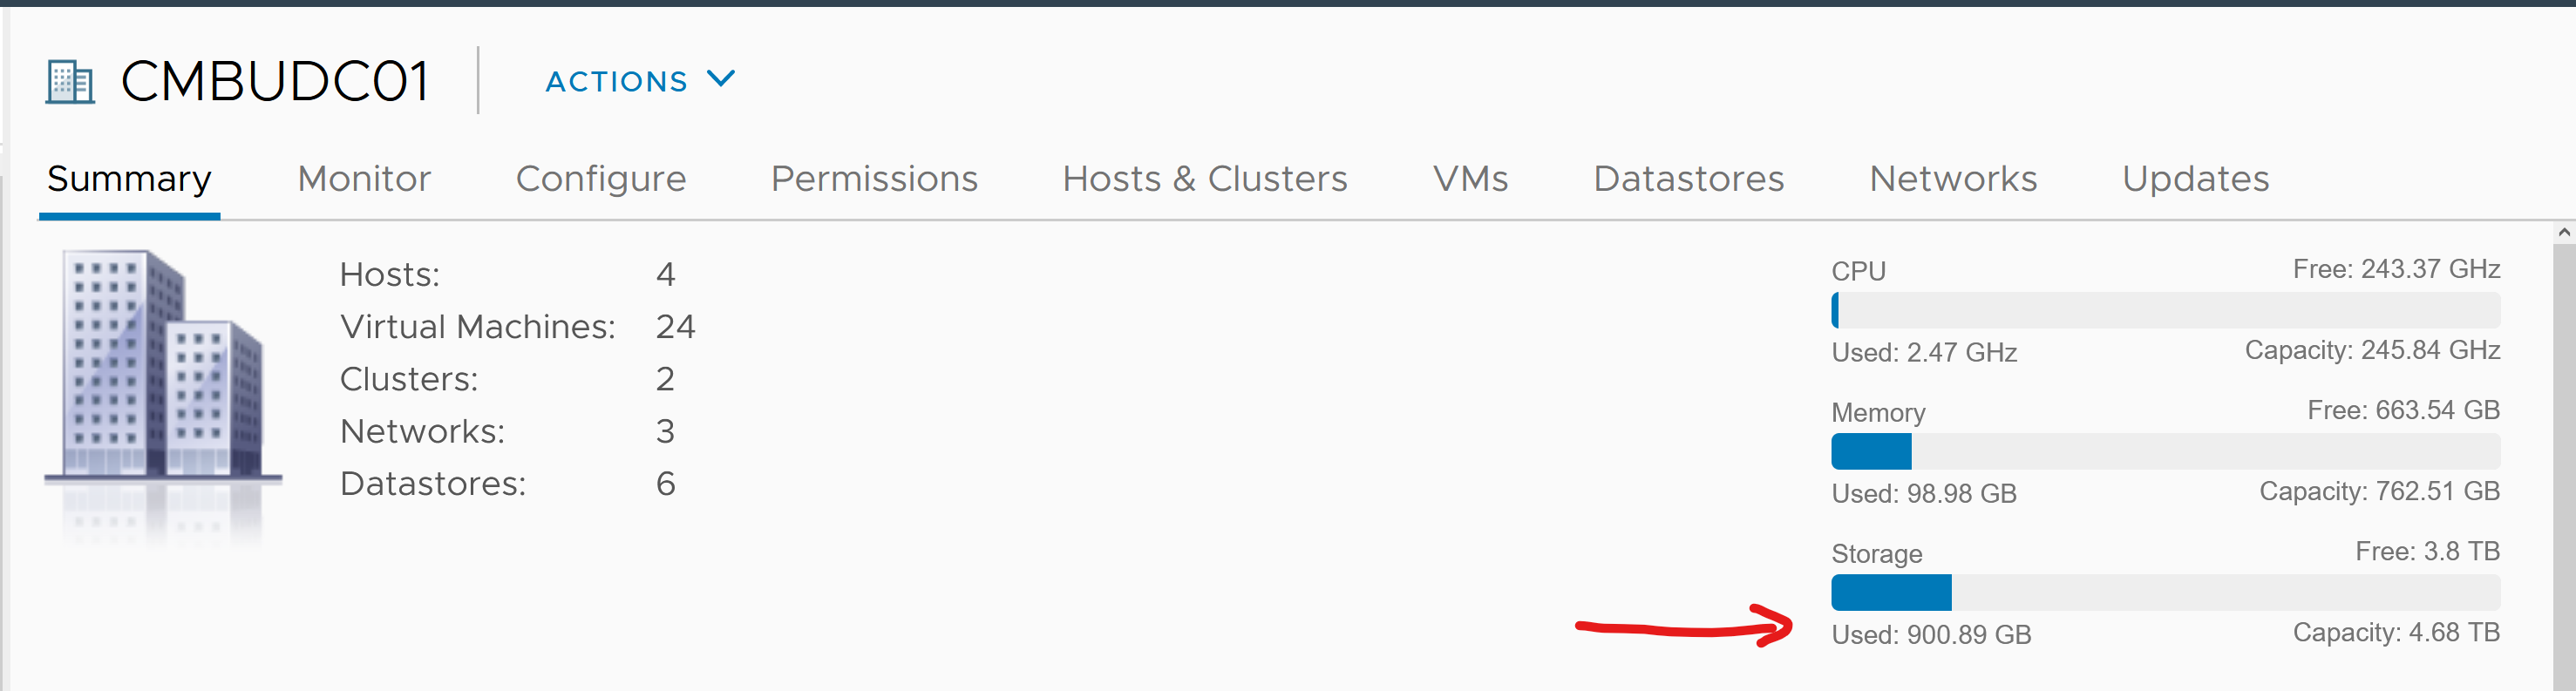 CMBUDC01 ACTIONS
Summary Monitor Configure Permissions Hosts & Clusters VMs Datastores Networks Updates
Hosts: 4
Virtual Machines: 24
Clusters: 2
Networks: 3
Datastores: 6
CPU Free: 243.37 GHz
Used: 2.47 GHz Capacity: 245.84 GHz
Memory Free: 663.54 GB
Used: 98.98 GB Capacity: 762.51 GB
Storage Free: 3.8 TB
Used: 900.89 GB Capacity: 4.68 TB